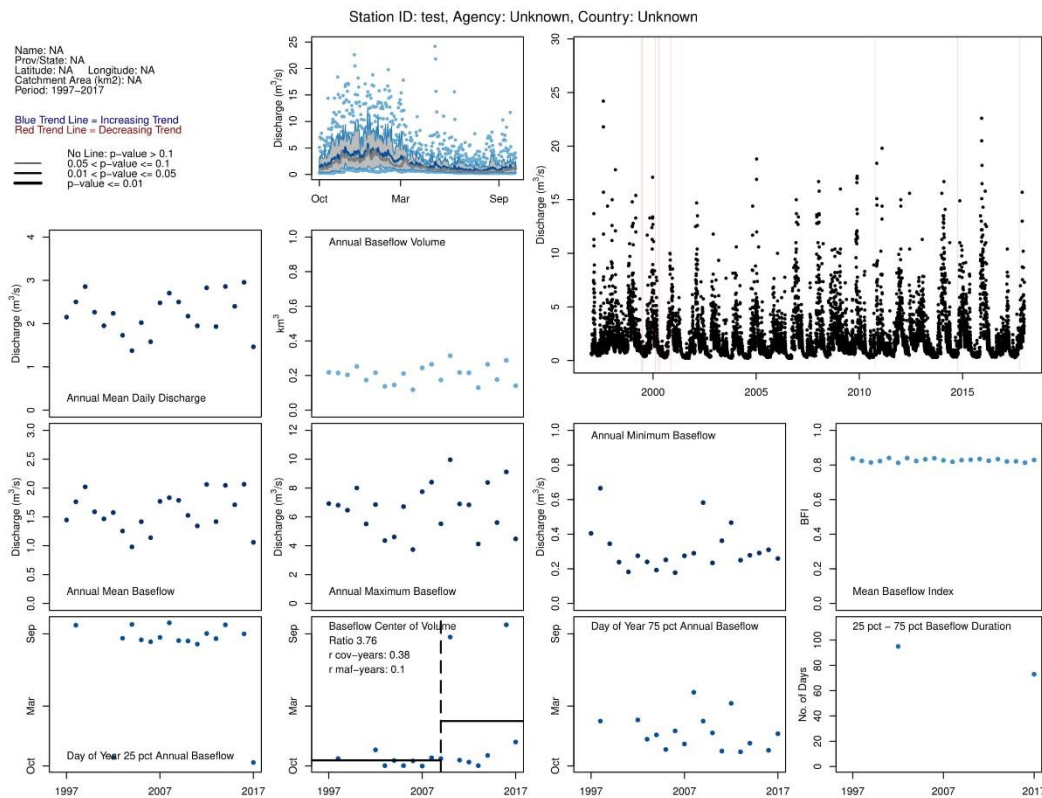 Station ID: test, Agency: Unknown, Country: Unknown
Name: NA
Prov/State: NA
Latitude: NA Longitude: NA
Catchment Area (km2): NA
Period: 1997−2017
Blue Trend Line = Increasing Trend
Red Trend Line = Decreasing Trend
No Line: p-value > 0.1
0.05 < p-value <= 0.1
0.01 < p-value <= 0.05
p-value <= 0.01
Discharge (m³/s)
0 5 10 15 20 25
Oct Mar Sep
Discharge (m³/s)
0 5 10 15 20 25 30
2000 2005 2010 2015
Discharge (m³/s)
0 1 2 3 4
Annual Mean Daily Discharge
Annual Baseflow Volume
km³
0.0 0.2 0.4 0.6 0.8 1.0
Discharge (m³/s)
0.0 0.5 1.0 1.5 2.0 2.5 3.0
Annual Mean Baseflow
Discharge (m³/s)
0 2 4 6 8 10 12
Annual Maximum Baseflow
Annual Minimum Baseflow
Discharge (m³/s)
0.0 0.2 0.4 0.6 0.8 1.0
BFI
0.0 0.2 0.4 0.6 0.8 1.0
Mean Baseflow Index
Oct Mar Sep
Day of Year 25 pct Annual Baseflow
1997 2007 2017
Baseflow Center of Volume
Ratio 3.76
r cov-years: 0.38
r maf-years: 0.1
Oct Mar Sep
1997 2007 2017
Day of Year 75 pct Annual Baseflow
Oct Mar Sep
1997 2007 2017
25 pct − 75 pct Baseflow Duration
No. of Days
0 20 40 60 80 100
1997 2007 2017